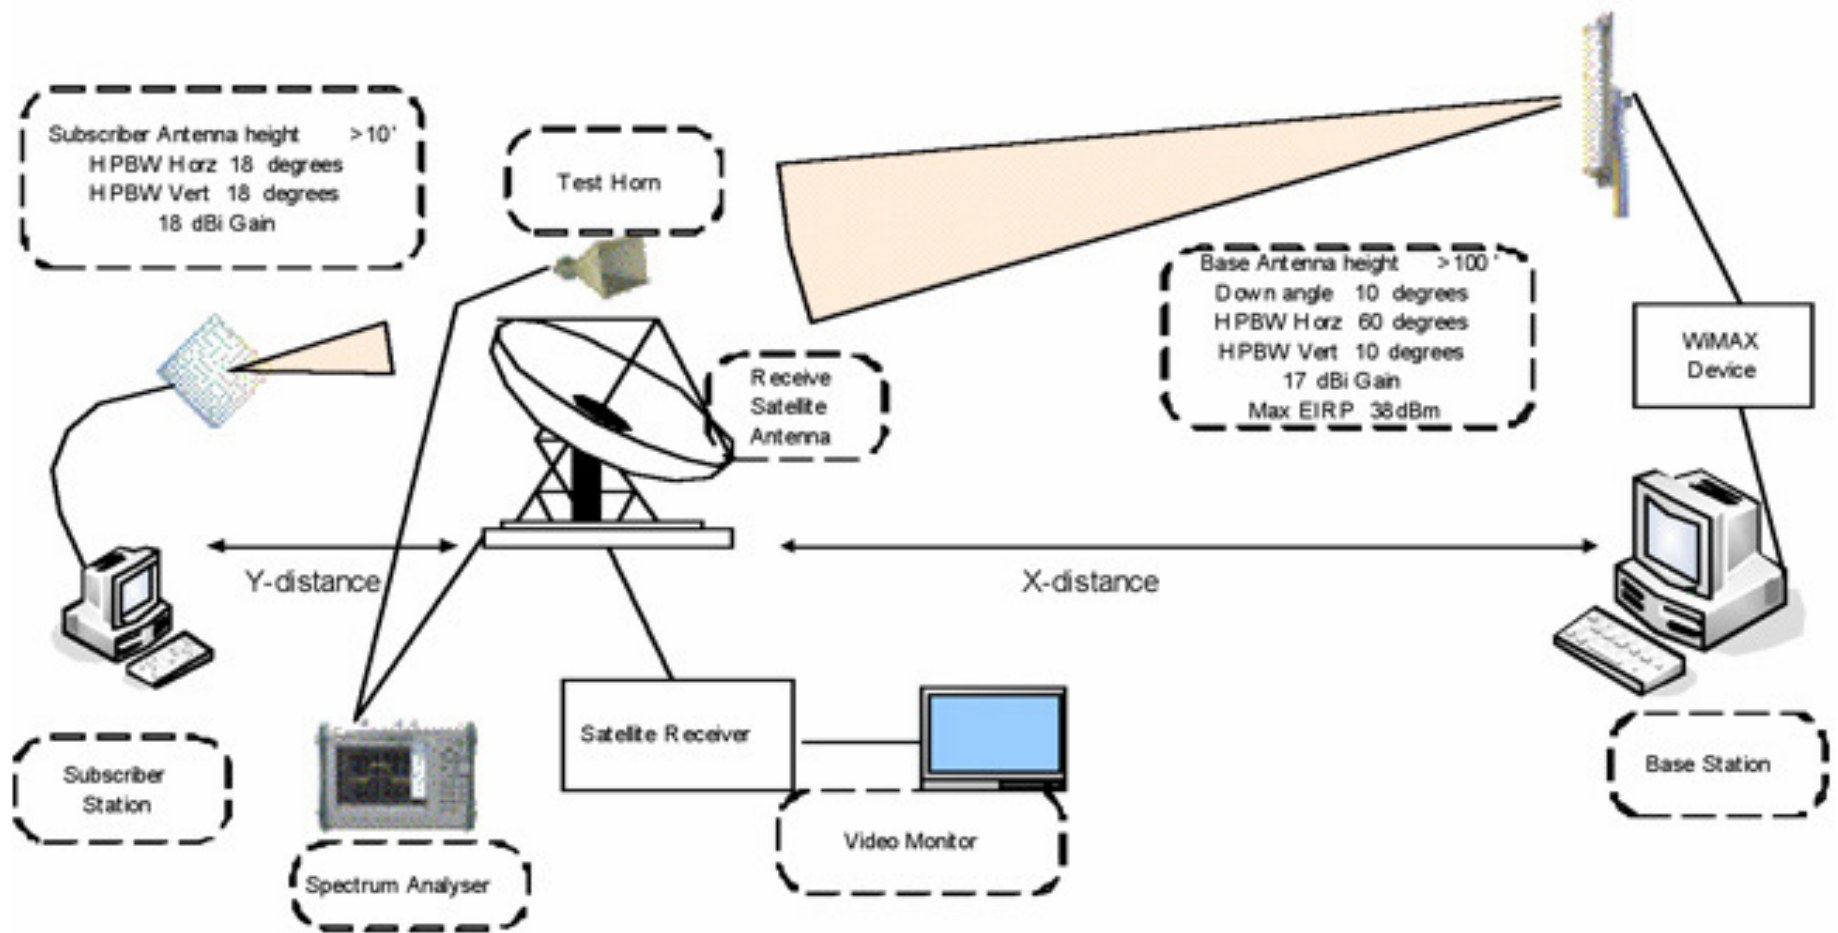 Subscriber Antenna height >10'
HPBW Horz 18 degrees
HPBW Vert 18 degrees
18 dBi Gain
Test Horn
Base Antenna height >100'
Down angle 10 degrees
HPBW Horz 60 degrees
HPBW Vert 10 degrees
17 dBi Gain
Max EIRP 38dBm
WiMAX
Device
Receive
Satellite
Antenna
Y-distance
X-distance
Satellite Receiver
Subscriber
Station
Base Station
Video Monitor
Spectrum Analyser